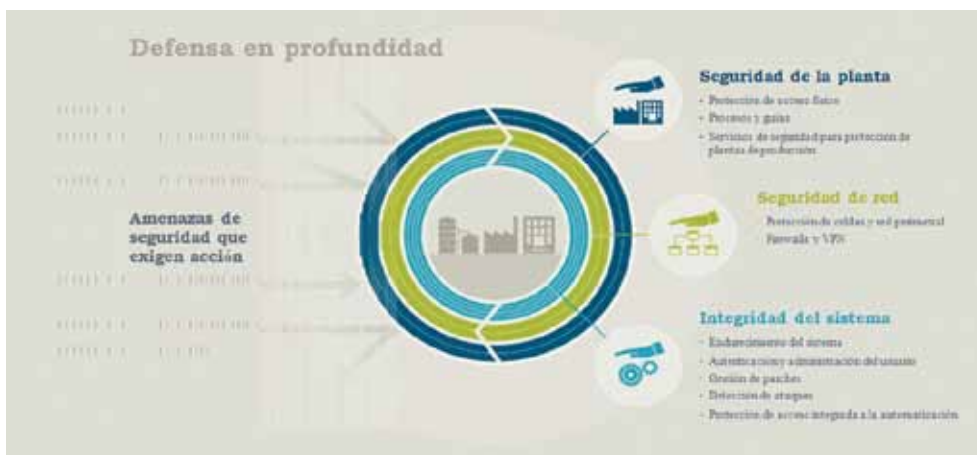 Defensa en profundidad
Amenazas de
seguridad que
exigen acción
Seguridad de la planta
• Protección de acceso físico
• Procesos y guías
• Servicios de seguridad para protección de
plantas de producción
Seguridad de red
Protección de celdas y red perimetral
Firewalls y VPN
Integridad del sistema
• Endurecimiento del sistema
• Autenticación y administración del usuario
• Gestión de parches
• Detección de ataques
• Protección de acceso integrada a la automatización